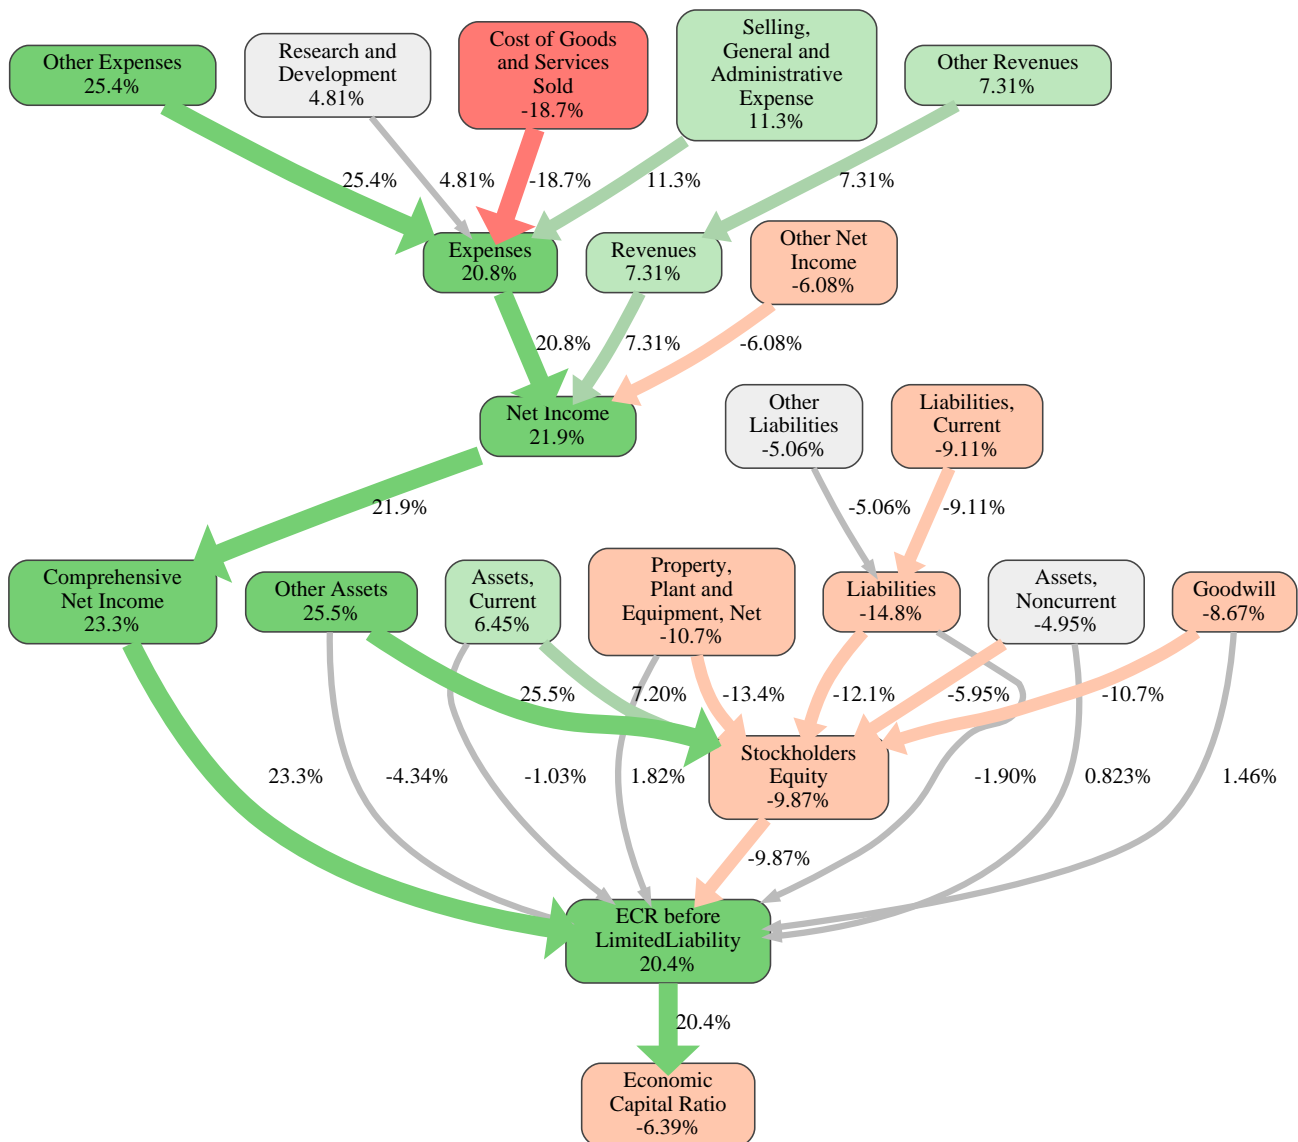 Other Expenses
25.4%
Research and
Development
4.81%
Cost of Goods
and Services
Sold
-18.7%
Selling,
General and
Administrative
Expense
11.3%
Other Revenues
7.31%
25.4%
4.81%
-18.7%
11.3%
7.31%
Expenses
20.8%
Revenues
7.31%
Other Net
Income
-6.08%
20.8%
7.31%
-6.08%
Net Income
21.9%
Other
Liabilities
-5.06%
Liabilities,
Current
-9.11%
21.9%
-5.06%
-9.11%
Comprehensive
Net Income
23.3%
Other Assets
25.5%
Assets,
Current
6.45%
Property,
Plant and
Equipment, Net
-10.7%
Liabilities
-14.8%
Assets,
Noncurrent
-4.95%
Goodwill
-8.67%
25.5%
7.20%
-13.4%
-12.1%
-5.95%
-10.7%
Stockholders
Equity
-9.87%
23.3%
-4.34%
-1.03%
1.82%
-1.90%
0.823%
1.46%
-9.87%
ECR before
LimitedLiability
20.4%
20.4%
Economic
Capital Ratio
-6.39%